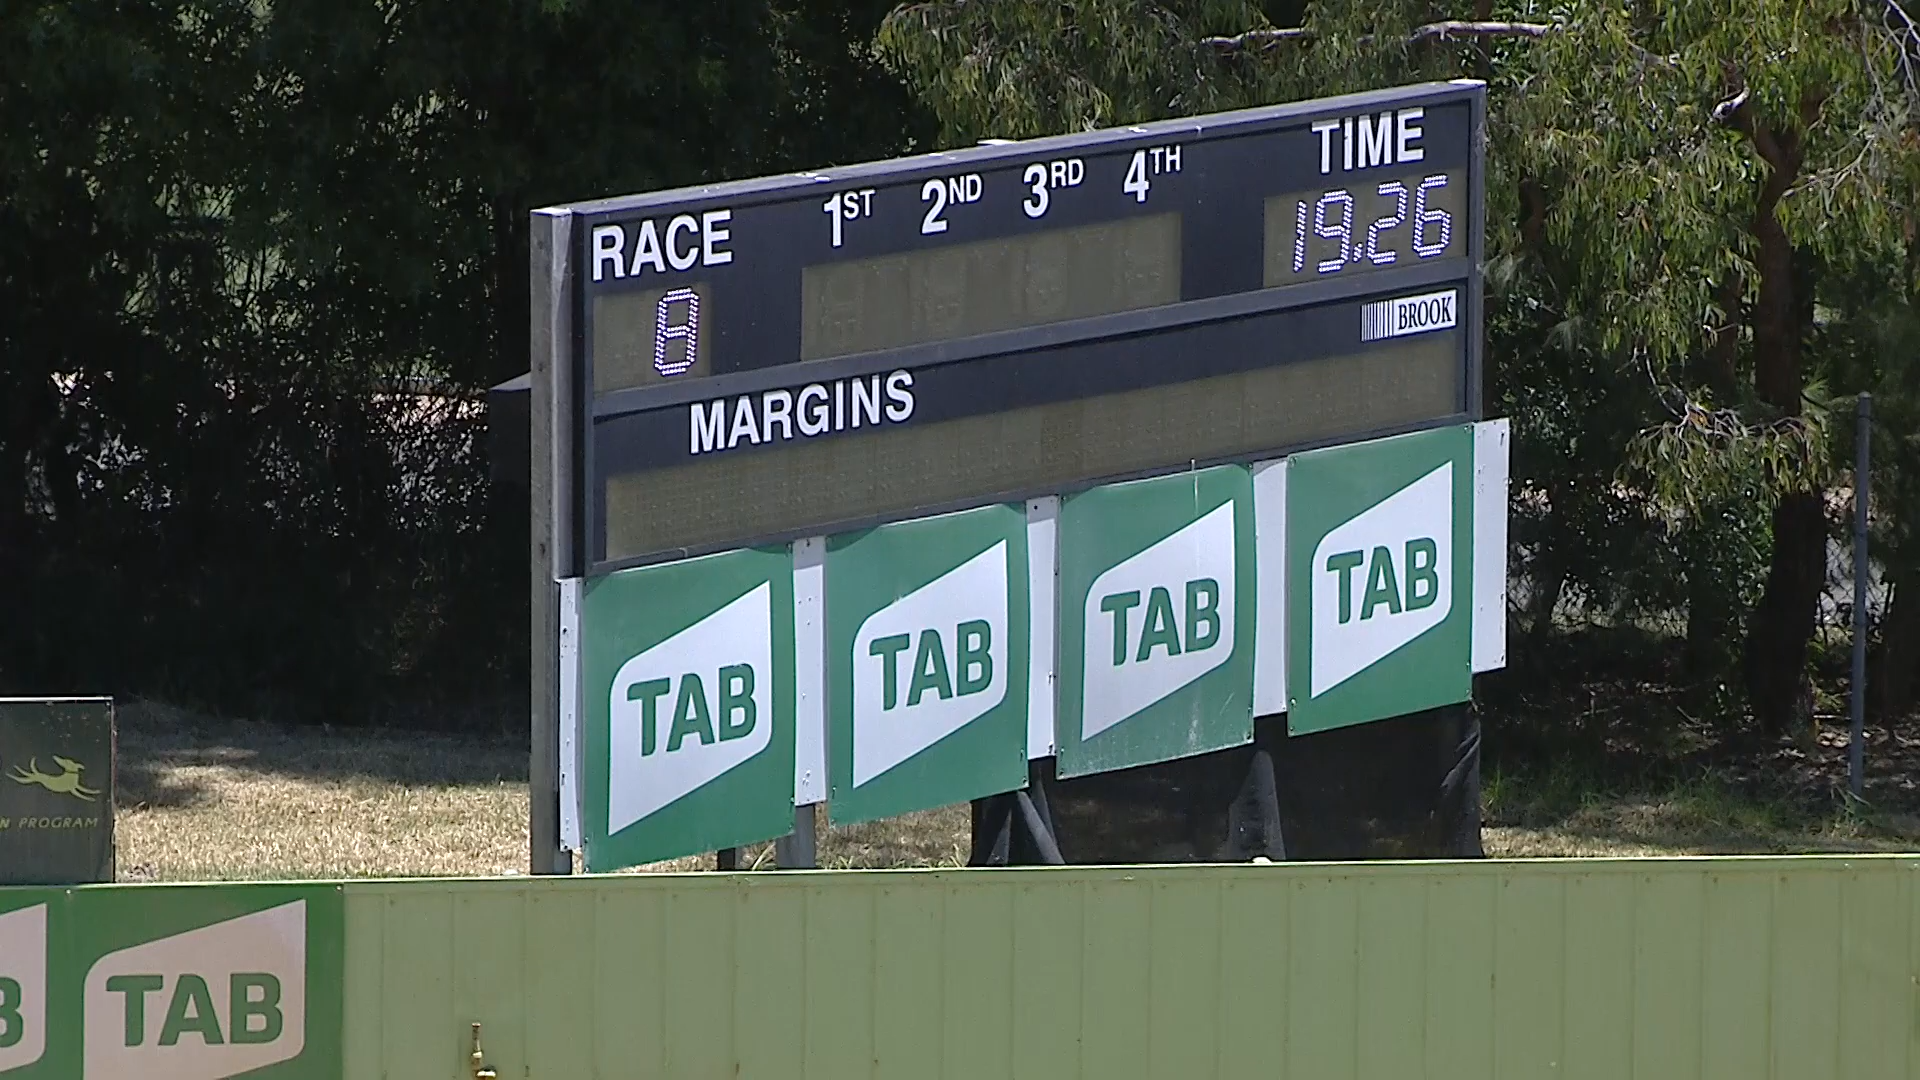 RACE 1ST 2ND 3RD 4TH TIME
8 19.26
BROOK
MARGINS
TAB TAB TAB TAB
N PROGRAM
B TAB